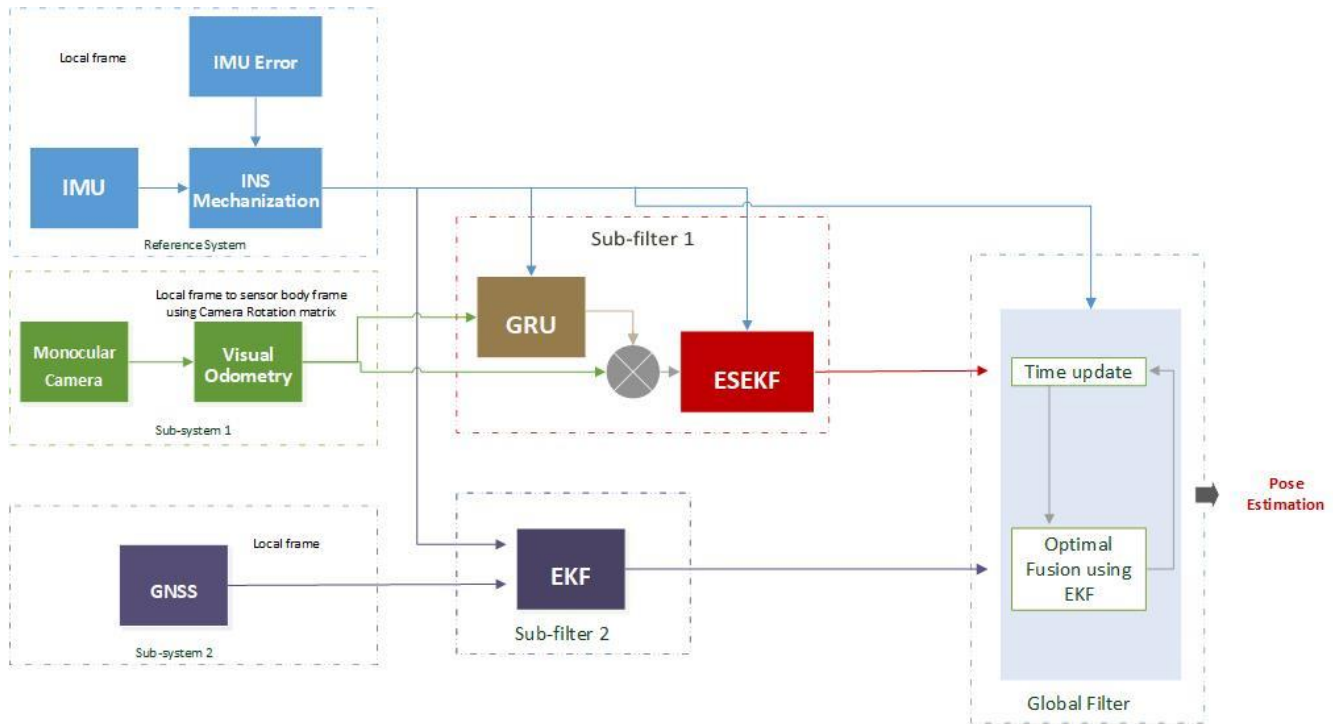 Local frame
IMU Error
IMU
INS
Mechanization
Reference System
Local frame to sensor body frame
using Camera Rotation matrix
Monocular
Camera
Visual
Odometry
Sub-system 1
Sub-filter 1
GRU
ESEKF
Local frame
GNSS
Sub-system 2
EKF
Sub-filter 2
Time update
Optimal
Fusion using
EKF
Global Filter
Pose
Estimation